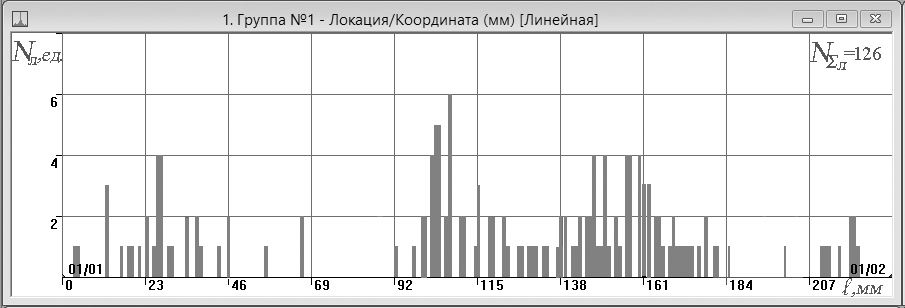 1. Группа №1 - Локация/Координата (мм) [Линейная]
Nл,ед.
NΣл=126
6
4
2
01/01
01/02
0 23 46 69 92 115 138 161 184 207 ℓ,мм